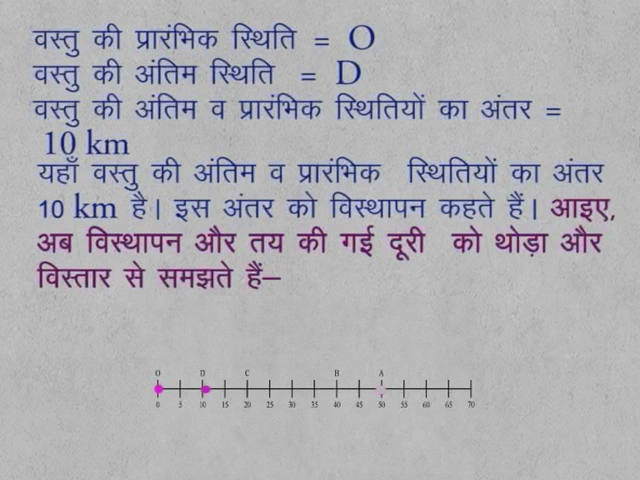 वस्तु की प्रारंभिक स्थिति = O
वस्तु की अंतिम स्थिति = D
वस्तु की अंतिम व प्रारंभिक स्थितियों का अंतर =
10 km
यहाँ वस्तु की अंतिम व प्रारंभिक स्थितियों का अंतर
10 km है। इस अंतर को विस्थापन कहते हैं। आइए,
अब विस्थापन और तय की गई दूरी को थोड़ा और
विस्तार से समझते हैं–
O D C B A
0 5 10 15 20 25 30 35 40 45 50 55 60 65 70